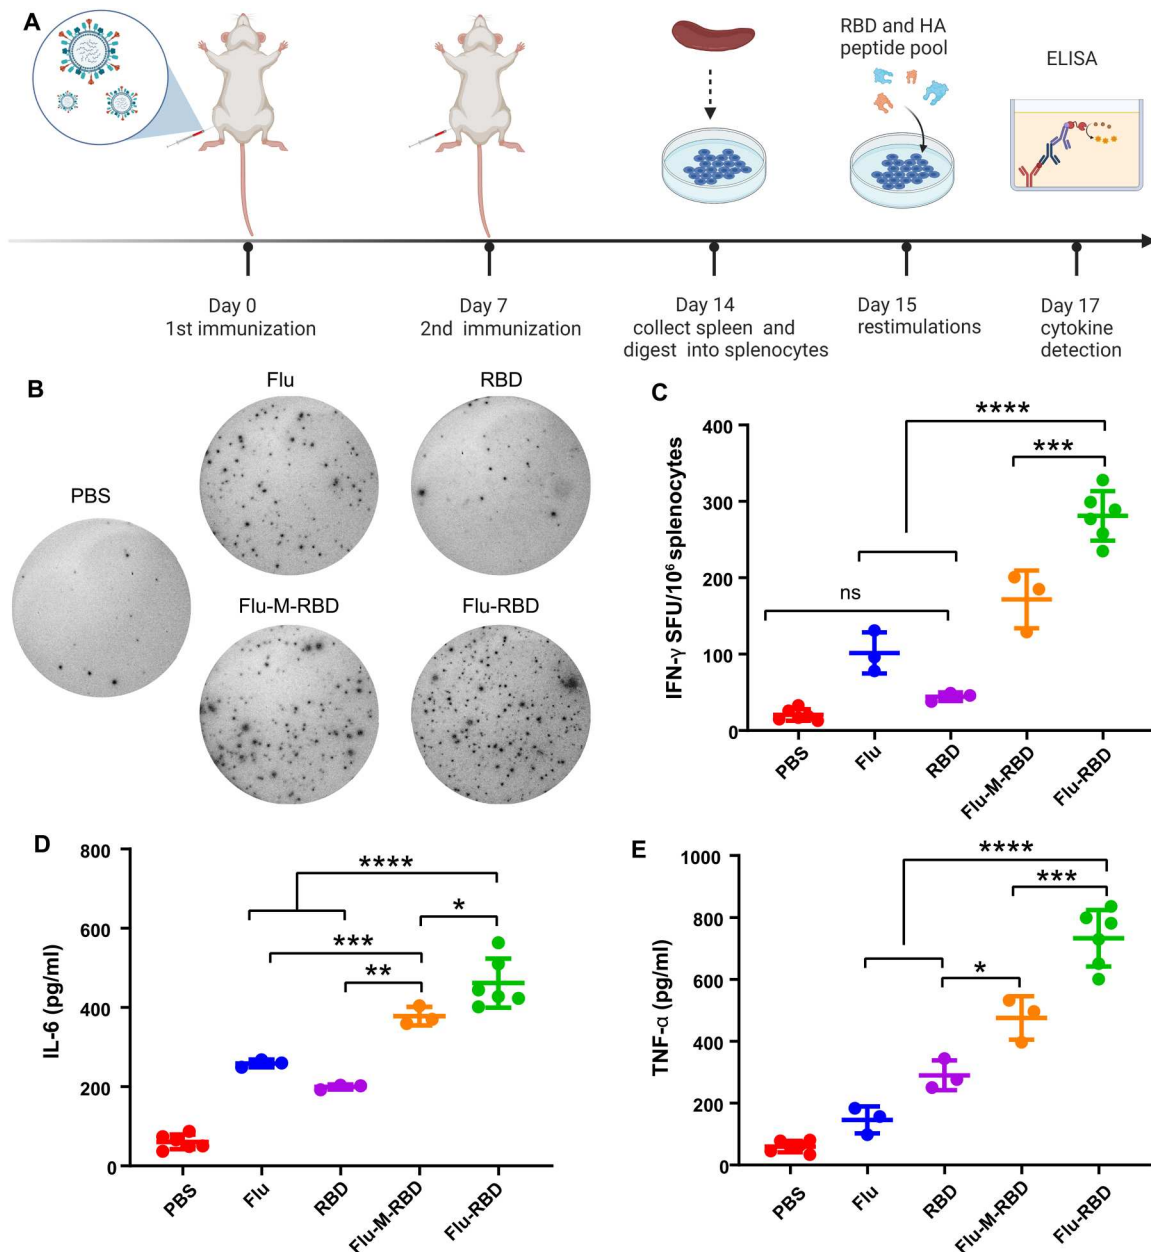 A
RBD and HA
peptide pool
ELISA
Day 0
1st immunization
Day 7
2nd immunization
Day 14
collect spleen and
digest into splenocytes
Day 15
restimulations
Day 17
cytokine
detection
B
PBS
Flu
RBD
Flu-M-RBD
Flu-RBD
C
IFN-γ SFU/10⁶ splenocytes
400
300
200
100
0
****
***
ns
PBS
Flu
RBD
Flu-M-RBD
Flu-RBD
D
IL-6 (pg/ml)
800
600
400
200
0
****
*
***
**
PBS
Flu
RBD
Flu-M-RBD
Flu-RBD
E
TNF-α (pg/ml)
1000
800
600
400
200
0
****
***
*
PBS
Flu
RBD
Flu-M-RBD
Flu-RBD